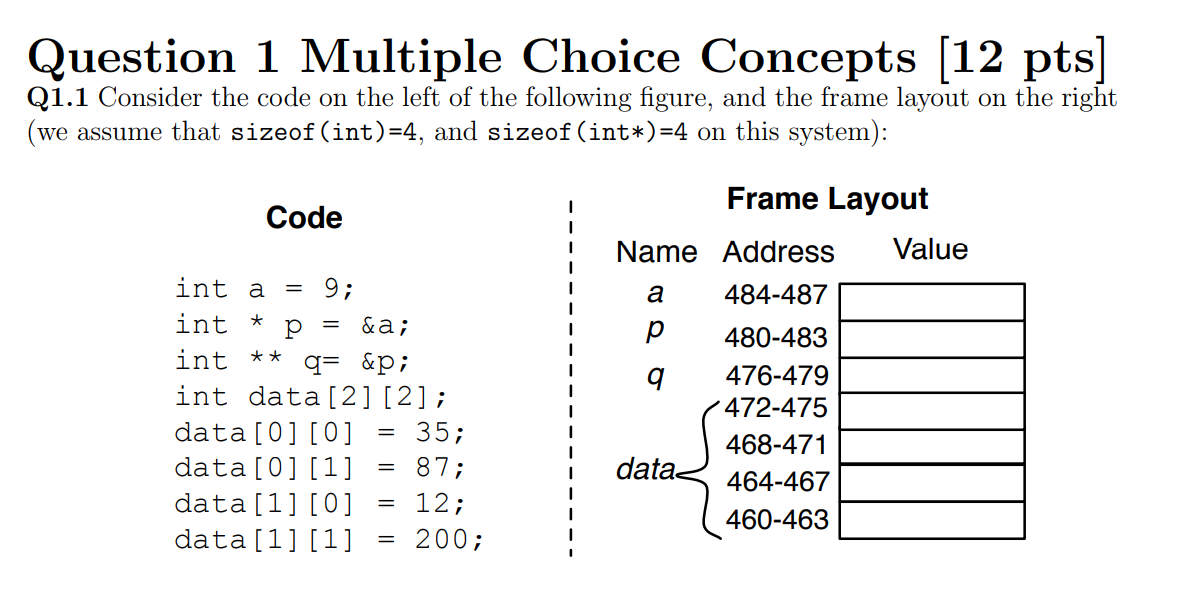 Question 1 Multiple Choice Concepts [12 pts]
Q1.1 Consider the code on the left of the following figure, and the frame layout on the right
(we assume that sizeof(int)=4, and sizeof(int*)=4 on this system):
Code
int a = 9;
int * p = &a;
int ** q= &p;
int data[2][2];
data[0][0] = 35;
data[0][1] = 87;
data[1][0] = 12;
data[1][1] = 200;
Frame Layout
Name Address Value
a 484-487
p 480-483
q 476-479
472-475
468-471
data
464-467
460-463